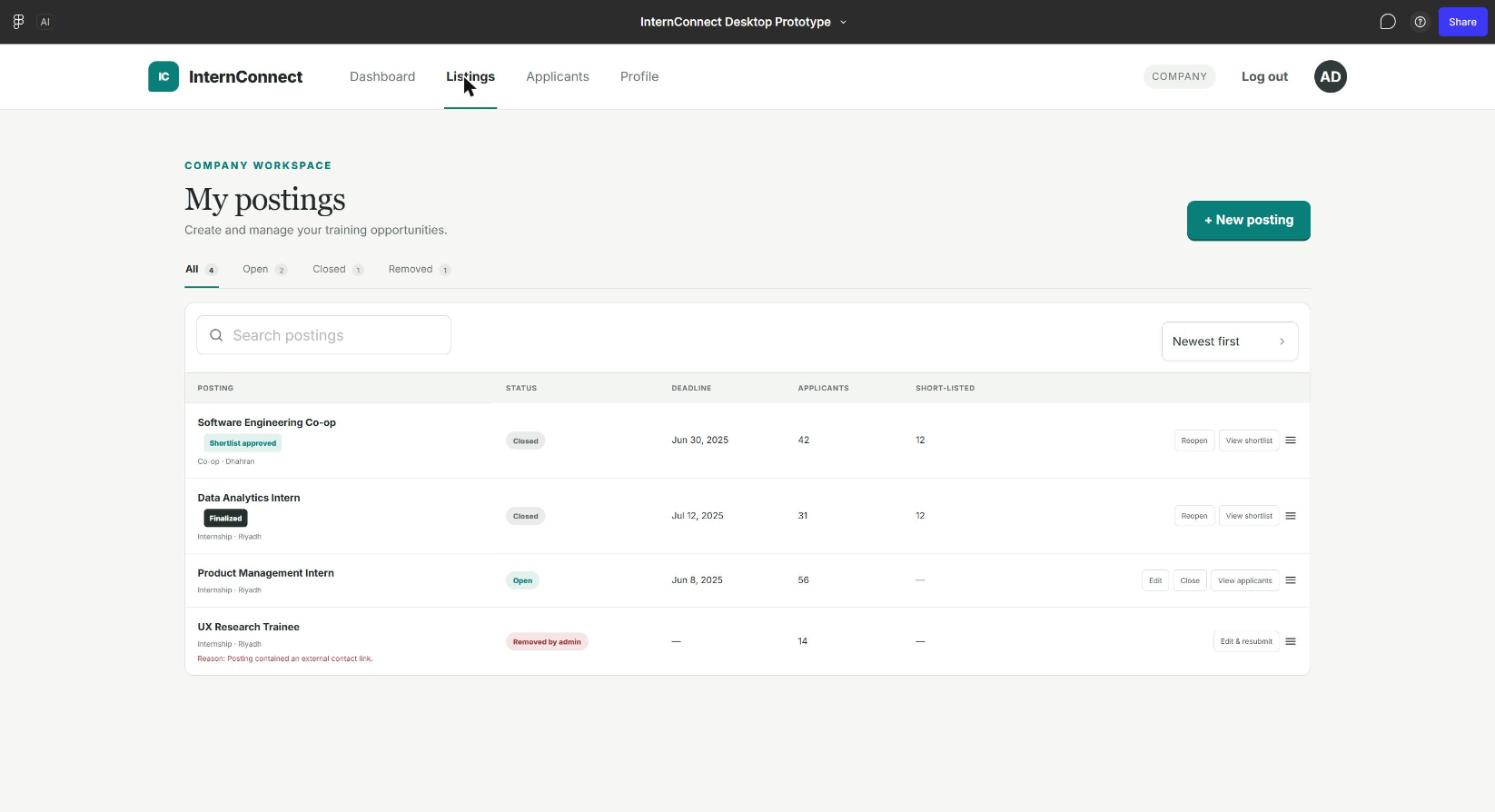 AI
InternConnect Desktop Prototype
Share
IC InternConnect Dashboard Listings Applicants Profile COMPANY Log out AD
COMPANY WORKSPACE
My postings
Create and manage your training opportunities.
+ New posting
All 4 Open 2 Closed 1 Removed 1
Search postings
Newest first
POSTING STATUS DEADLINE APPLICANTS SHORT-LISTED
Software Engineering Co-op
Shortlist approved
Co-op · Dhahran
Closed Jun 30, 2025 42 12 Reopen View shortlist
Data Analytics Intern
Finalized
Internship · Riyadh
Closed Jul 12, 2025 31 12 Reopen View shortlist
Product Management Intern
Internship · Riyadh
Open Jun 8, 2025 56 — Edit Close View applicants
UX Research Trainee
Internship · Riyadh
Reason: Posting contained an external contact link.
Removed by admin — 14 — Edit & resubmit